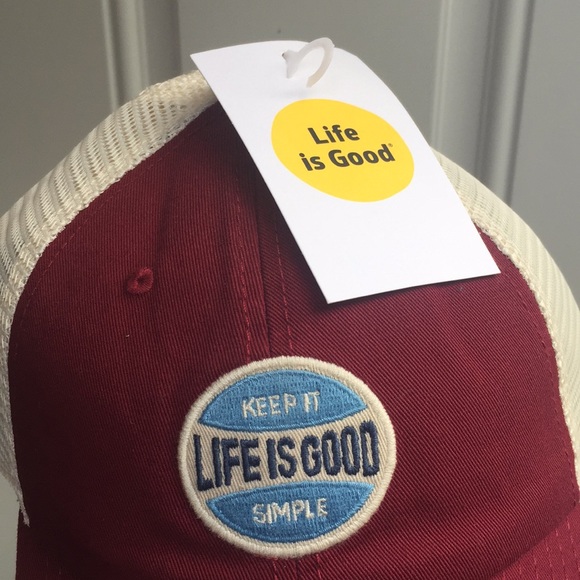 Life
is Good®
KEEP IT
LIFE IS GOOD
SIMPLE